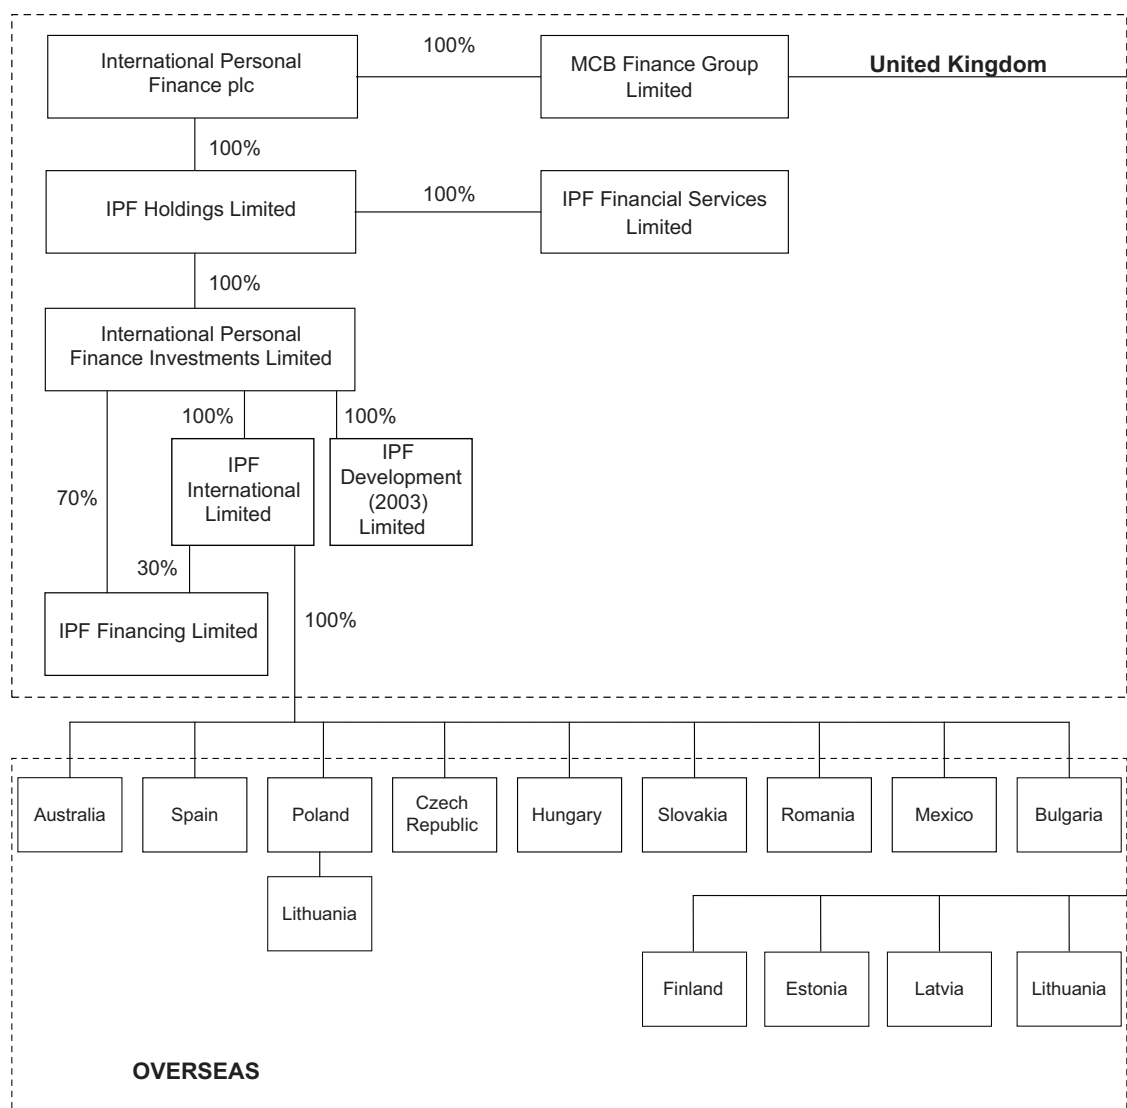 International Personal
Finance plc
100%
MCB Finance Group
Limited
United Kingdom
100%
IPF Holdings Limited
100%
IPF Financial Services
Limited
100%
International Personal
Finance Investments Limited
100%
100%
IPF
International
Limited
IPF
Development
(2003)
Limited
70%
30%
100%
IPF Financing Limited
Australia
Spain
Poland
Czech
Republic
Hungary
Slovakia
Romania
Mexico
Bulgaria
Lithuania
Finland
Estonia
Latvia
Lithuania
OVERSEAS